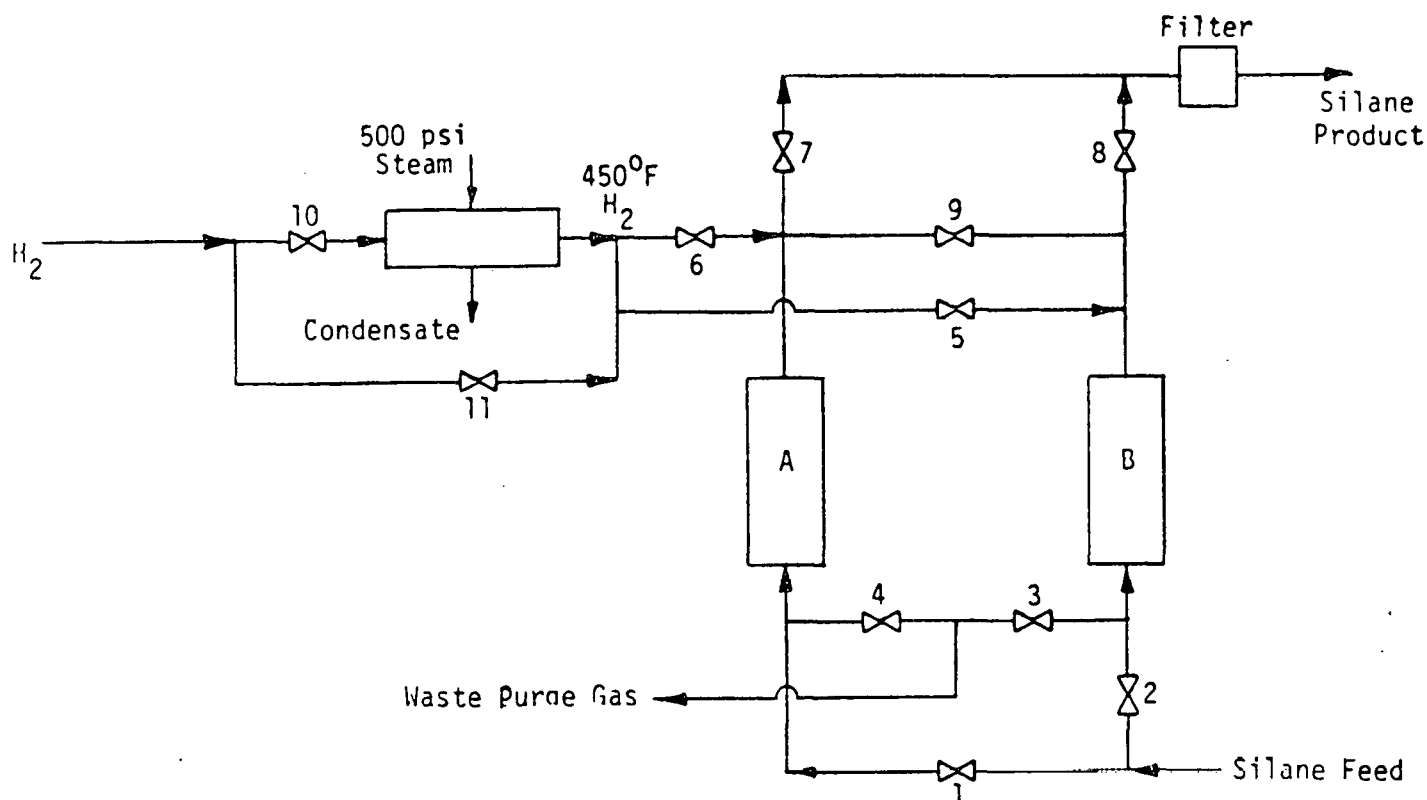 Filter
Silane
Product
500 psi
Steam
450°F
H2
10
7
8
9
H2
6
Condensate
5
11
A
B
4
3
Waste Purge Gas
2
Silane Feed
1